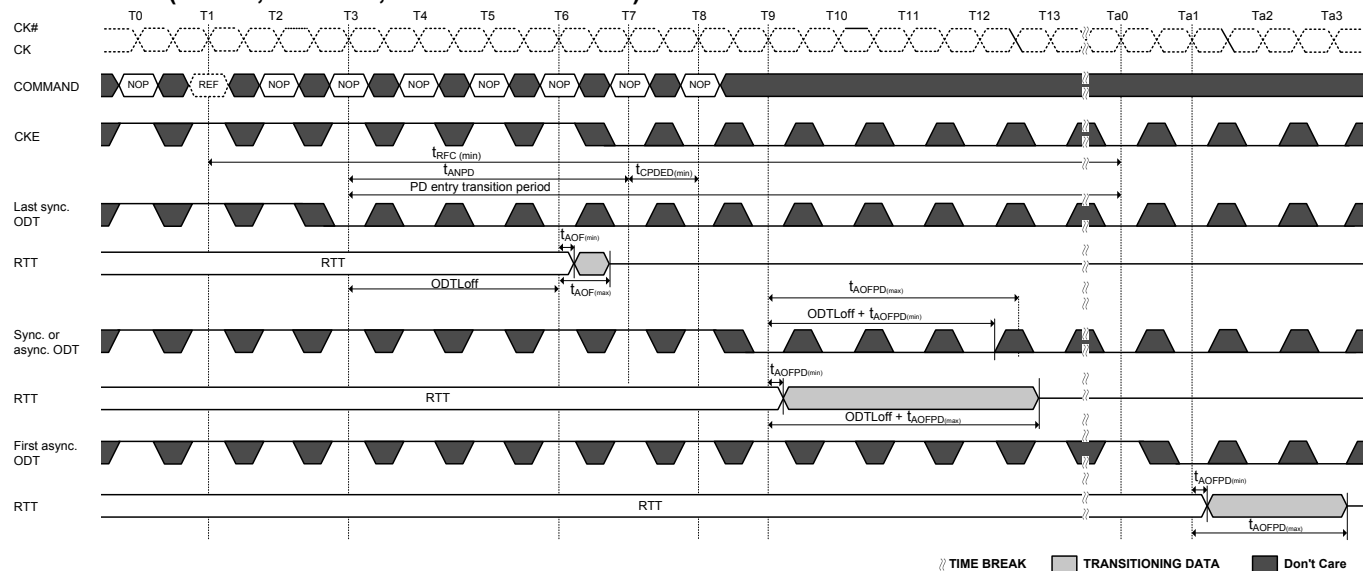 T0 T1 T2 T3 T4 T5 T6 T7 T8 T9 T10 T11 T12 T13 Ta0 Ta1 Ta2 Ta3
CK#
CK
COMMAND NOP REF NOP NOP NOP NOP NOP NOP NOP
CKE
tRFC (min)
tANPD tCPDED(min)
PD entry transition period
Last sync.
ODT
tAOF(min)
RTT RTT
ODTLoff tAOF(max)
tAOFPD(max)
ODTLoff + tAOFPD(min)
Sync. or
async. ODT
tAOFPD(min)
RTT RTT
ODTLoff + tAOFPD(max)
First async.
ODT
tAOFPD(min)
RTT RTT
tAOFPD(max)
TIME BREAK TRANSITIONING DATA Don't Care